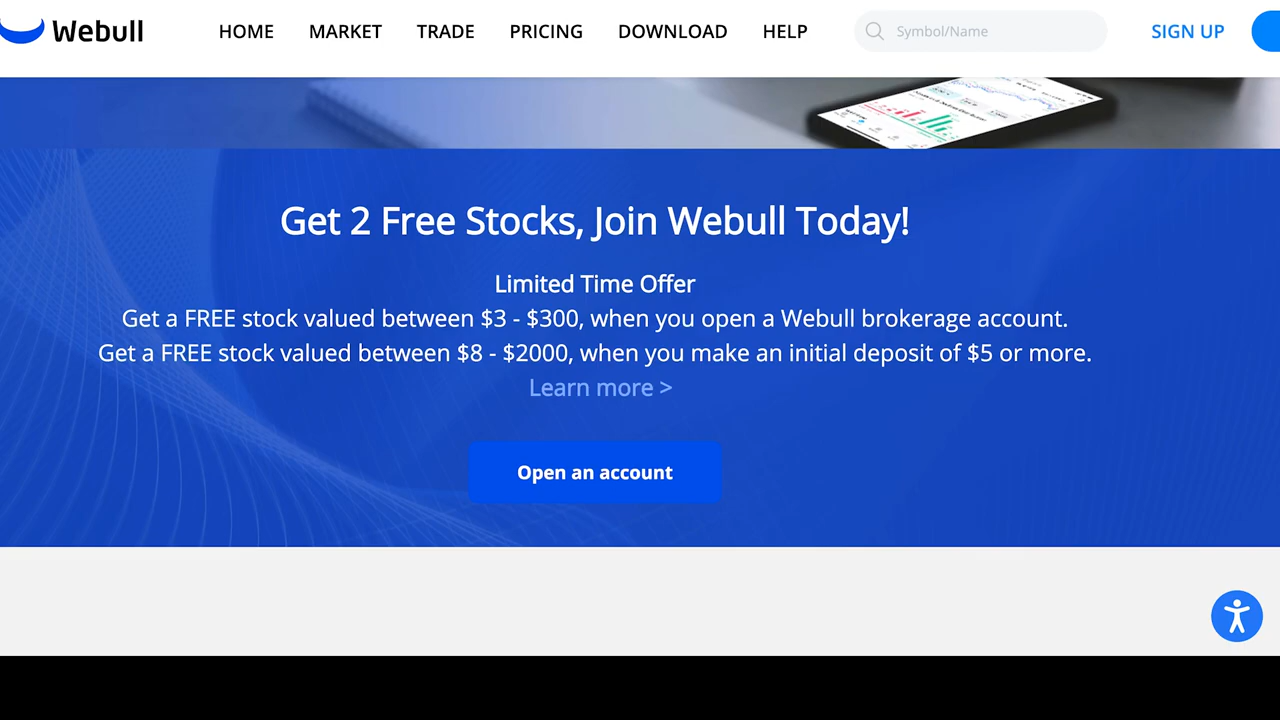 Webull
HOME
MARKET
TRADE
PRICING
DOWNLOAD
HELP
Symbol/Name
SIGN UP
Get 2 Free Stocks, Join Webull Today!
Limited Time Offer
Get a FREE stock valued between $3 - $300, when you open a Webull brokerage account.
Get a FREE stock valued between $8 - $2000, when you make an initial deposit of $5 or more.
Learn more >
Open an account